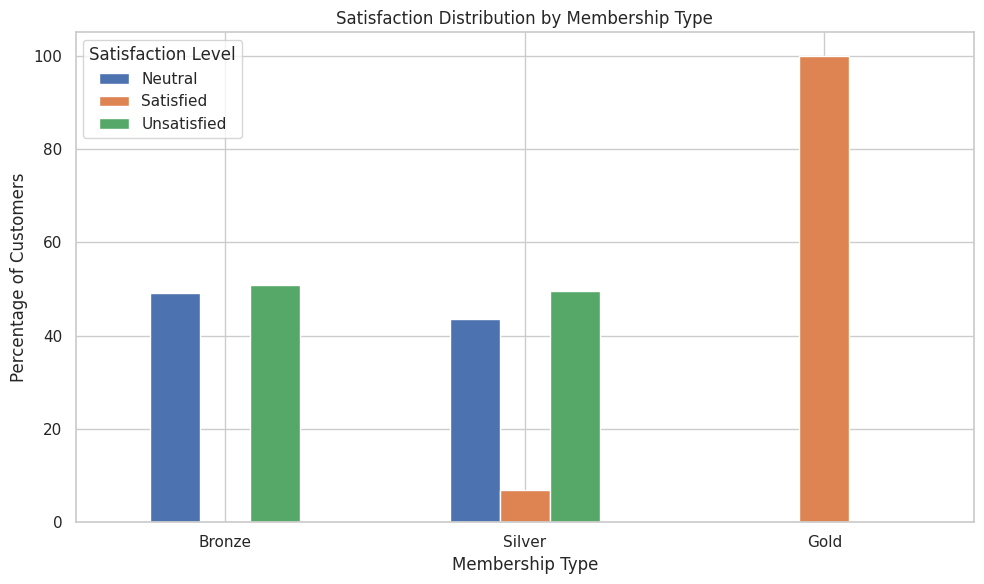 Satisfaction Distribution by Membership Type
Satisfaction Level
Neutral
Satisfied
Unsatisfied
Percentage of Customers
100
80
60
40
20
0
Bronze
Silver
Gold
Membership Type